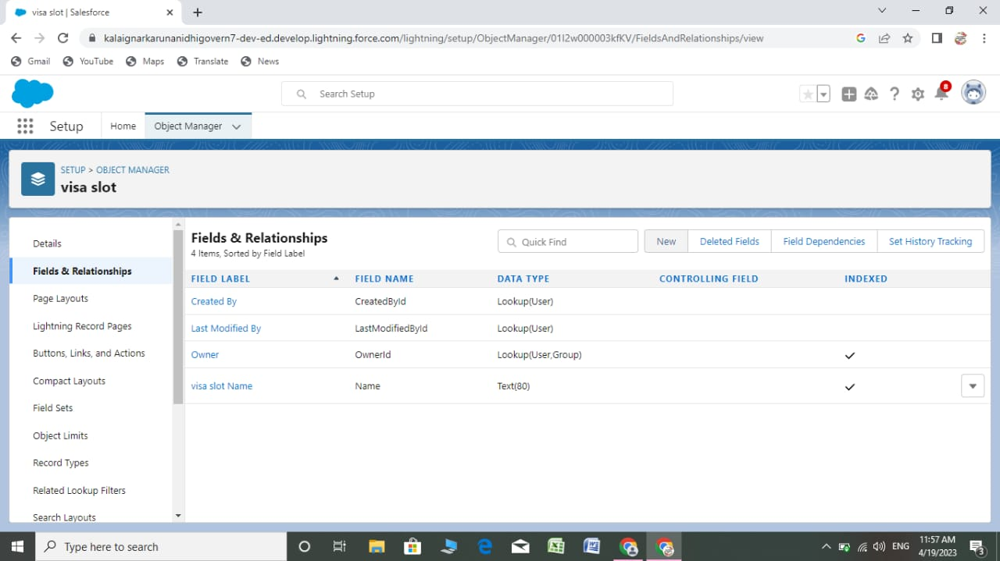 visa slot | Salesforce
kalaignarkarunanidhigovern7-dev-ed.develop.lightning.force.com/lightning/setup/ObjectManager/01I2w000003kfKV/FieldsAndRelationships/view
Gmail YouTube Maps Translate News
Search Setup
8
Setup Home Object Manager
SETUP > OBJECT MANAGER
visa slot
Details
Fields & Relationships
Page Layouts
Lightning Record Pages
Buttons, Links, and Actions
Compact Layouts
Field Sets
Object Limits
Record Types
Related Lookup Filters
Search Layouts
Fields & Relationships
4 Items, Sorted by Field Label
Quick Find
New Deleted Fields Field Dependencies Set History Tracking
FIELD LABEL FIELD NAME DATA TYPE CONTROLLING FIELD INDEXED
Created By CreatedById Lookup(User)
Last Modified By LastModifiedById Lookup(User)
Owner OwnerId Lookup(User,Group)
visa slot Name Name Text(80)
Type here to search
ENG
11:57 AM
4/19/2023
3